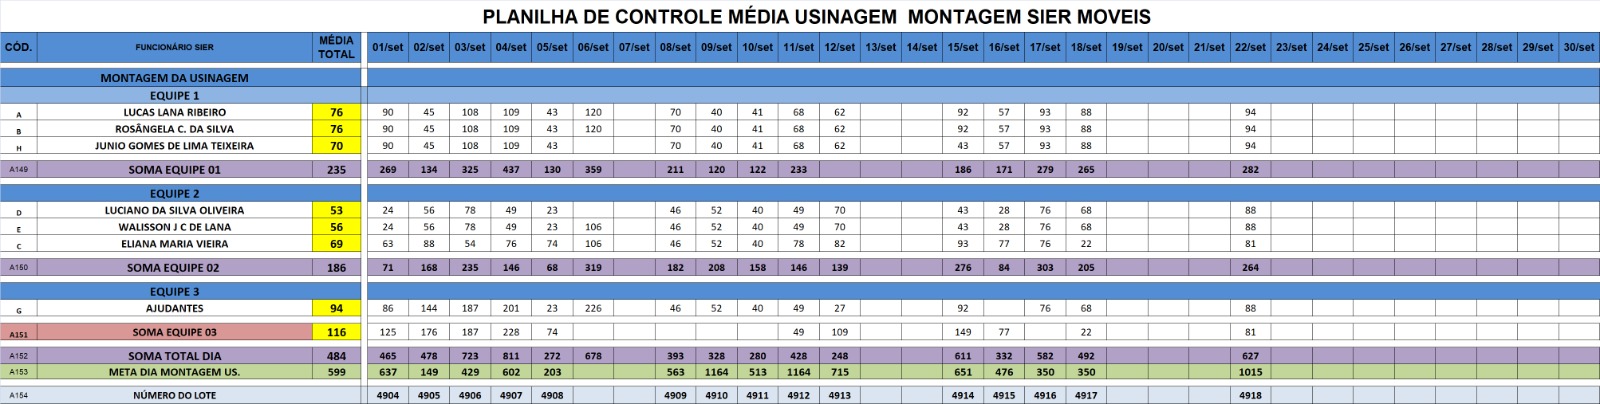 PLANILHA DE CONTROLE MÉDIA USINAGEM MONTAGEM SIER MOVEIS
CÓD. FUNCIONÁRIO SIER MÉDIA TOTAL 01/set 02/set 03/set 04/set 05/set 06/set 07/set 08/set 09/set 10/set 11/set 12/set 13/set 14/set 15/set 16/set 17/set 18/set 19/set 20/set 21/set 22/set 23/set 24/set 25/set 26/set 27/set 28/set 29/set 30/set
MONTAGEM DA USINAGEM
EQUIPE 1
A LUCAS LANA RIBEIRO 76 90 45 108 109 43 120 70 40 41 68 62 92 57 93 88 94
B ROSÂNGELA C. DA SILVA 76 90 45 108 109 43 120 70 40 41 68 62 92 57 93 88 94
H JUNIO GOMES DE LIMA TEIXEIRA 70 90 45 108 109 43 70 40 41 68 62 43 57 93 88 94
A149 SOMA EQUIPE 01 235 269 134 325 437 130 359 211 120 122 233 186 171 279 265 282
EQUIPE 2
D LUCIANO DA SILVA OLIVEIRA 53 24 56 78 49 23 46 52 40 49 70 43 28 76 68 88
E WALISSON J C DE LANA 56 24 56 78 49 23 106 46 52 40 49 70 43 28 76 68 88
C ELIANA MARIA VIEIRA 69 63 88 54 76 74 106 46 52 40 78 82 93 77 76 22 81
A150 SOMA EQUIPE 02 186 71 168 235 146 68 319 182 208 158 146 139 276 84 303 205 264
EQUIPE 3
G AJUDANTES 94 86 144 187 201 23 226 46 52 40 49 27 92 76 68 88
A151 SOMA EQUIPE 03 116 125 176 187 228 74 49 109 149 77 22 81
A152 SOMA TOTAL DIA 484 465 478 723 811 272 678 393 328 280 428 248 611 332 582 492 627
A153 META DIA MONTAGEM US. 599 637 149 429 602 203 563 1164 513 1164 715 651 476 350 350 1015
A154 NÚMERO DO LOTE 4904 4905 4906 4907 4908 4909 4910 4911 4912 4913 4914 4915 4916 4917 4918